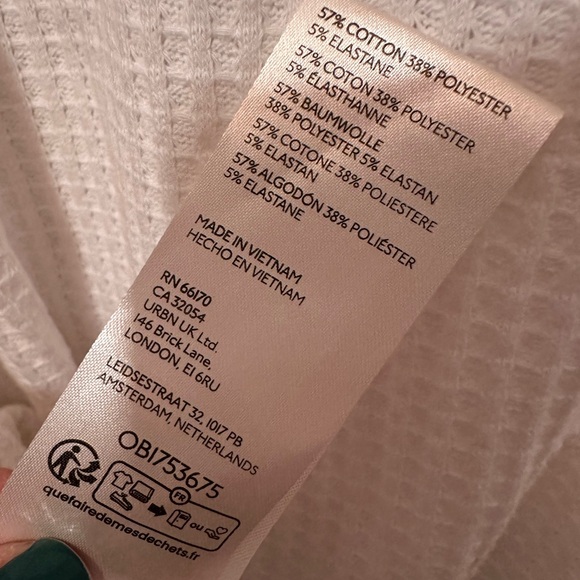 57% COTTON 38% POLYESTER
5% ELASTANE
57% COTON 38% POLYESTER
5% ÉLASTHANNE
57% BAUMWOLLE
38% POLYESTER 5% ELASTAN
57% COTONE 38% POLIESTERE
5% ELASTAN
57% ALGODÓN 38% POLIÉSTER
5% ELASTANE
MADE IN VIETNAM
HECHO EN VIETNAM
RN 66170
CA 32054
URBN UK Ltd.
146 Brick Lane,
LONDON, E1 6RU
LEIDSESTRAAT 32, 1017 PB
AMSTERDAM, NETHERLANDS
OB1753675
FR
ou
quefairedemesdechets.fr